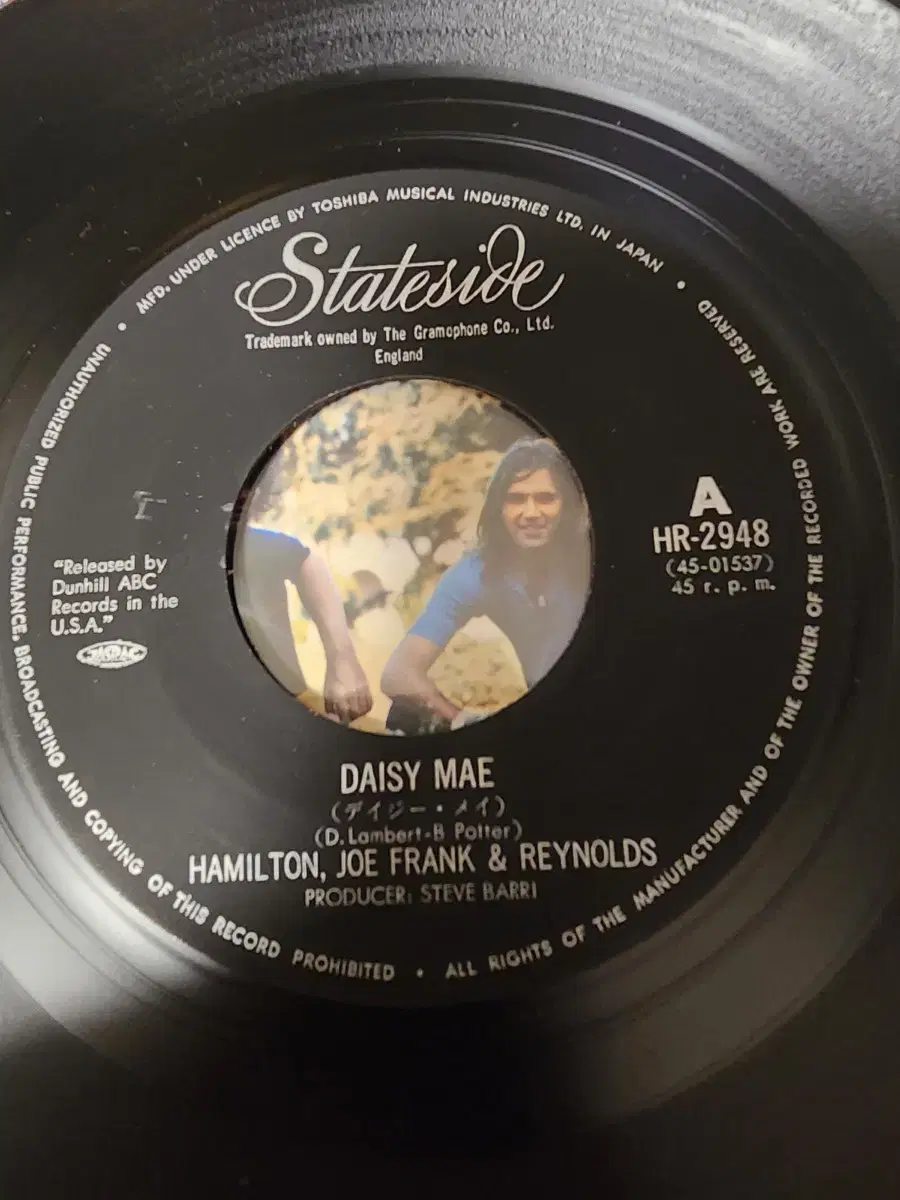 MFD. UNDER LICENCE BY TOSHIBA MUSICAL INDUSTRIES LTD. IN JAPAN •
Stateside
Trademark owned by The Gramophone Co., Ltd.
England
A
HR-2948
(45-01537)
45 r. p. m.
"Released by
Dunhill ABC
Records in the
U.S.A."
JASRAC
DAISY MAE
(デイジー・メイ)
(D. Lambert-B Potter)
HAMILTON, JOE FRANK & REYNOLDS
PRODUCER: STEVE BARRI
ALL RIGHTS OF THE MANUFACTURER AND OF THE OWNER OF THE RECORDED WORK ARE RESERVED
• UNAUTHORIZED PUBLIC PERFORMANCE, BROADCASTING AND COPYING OF THIS RECORD PROHIBITED •